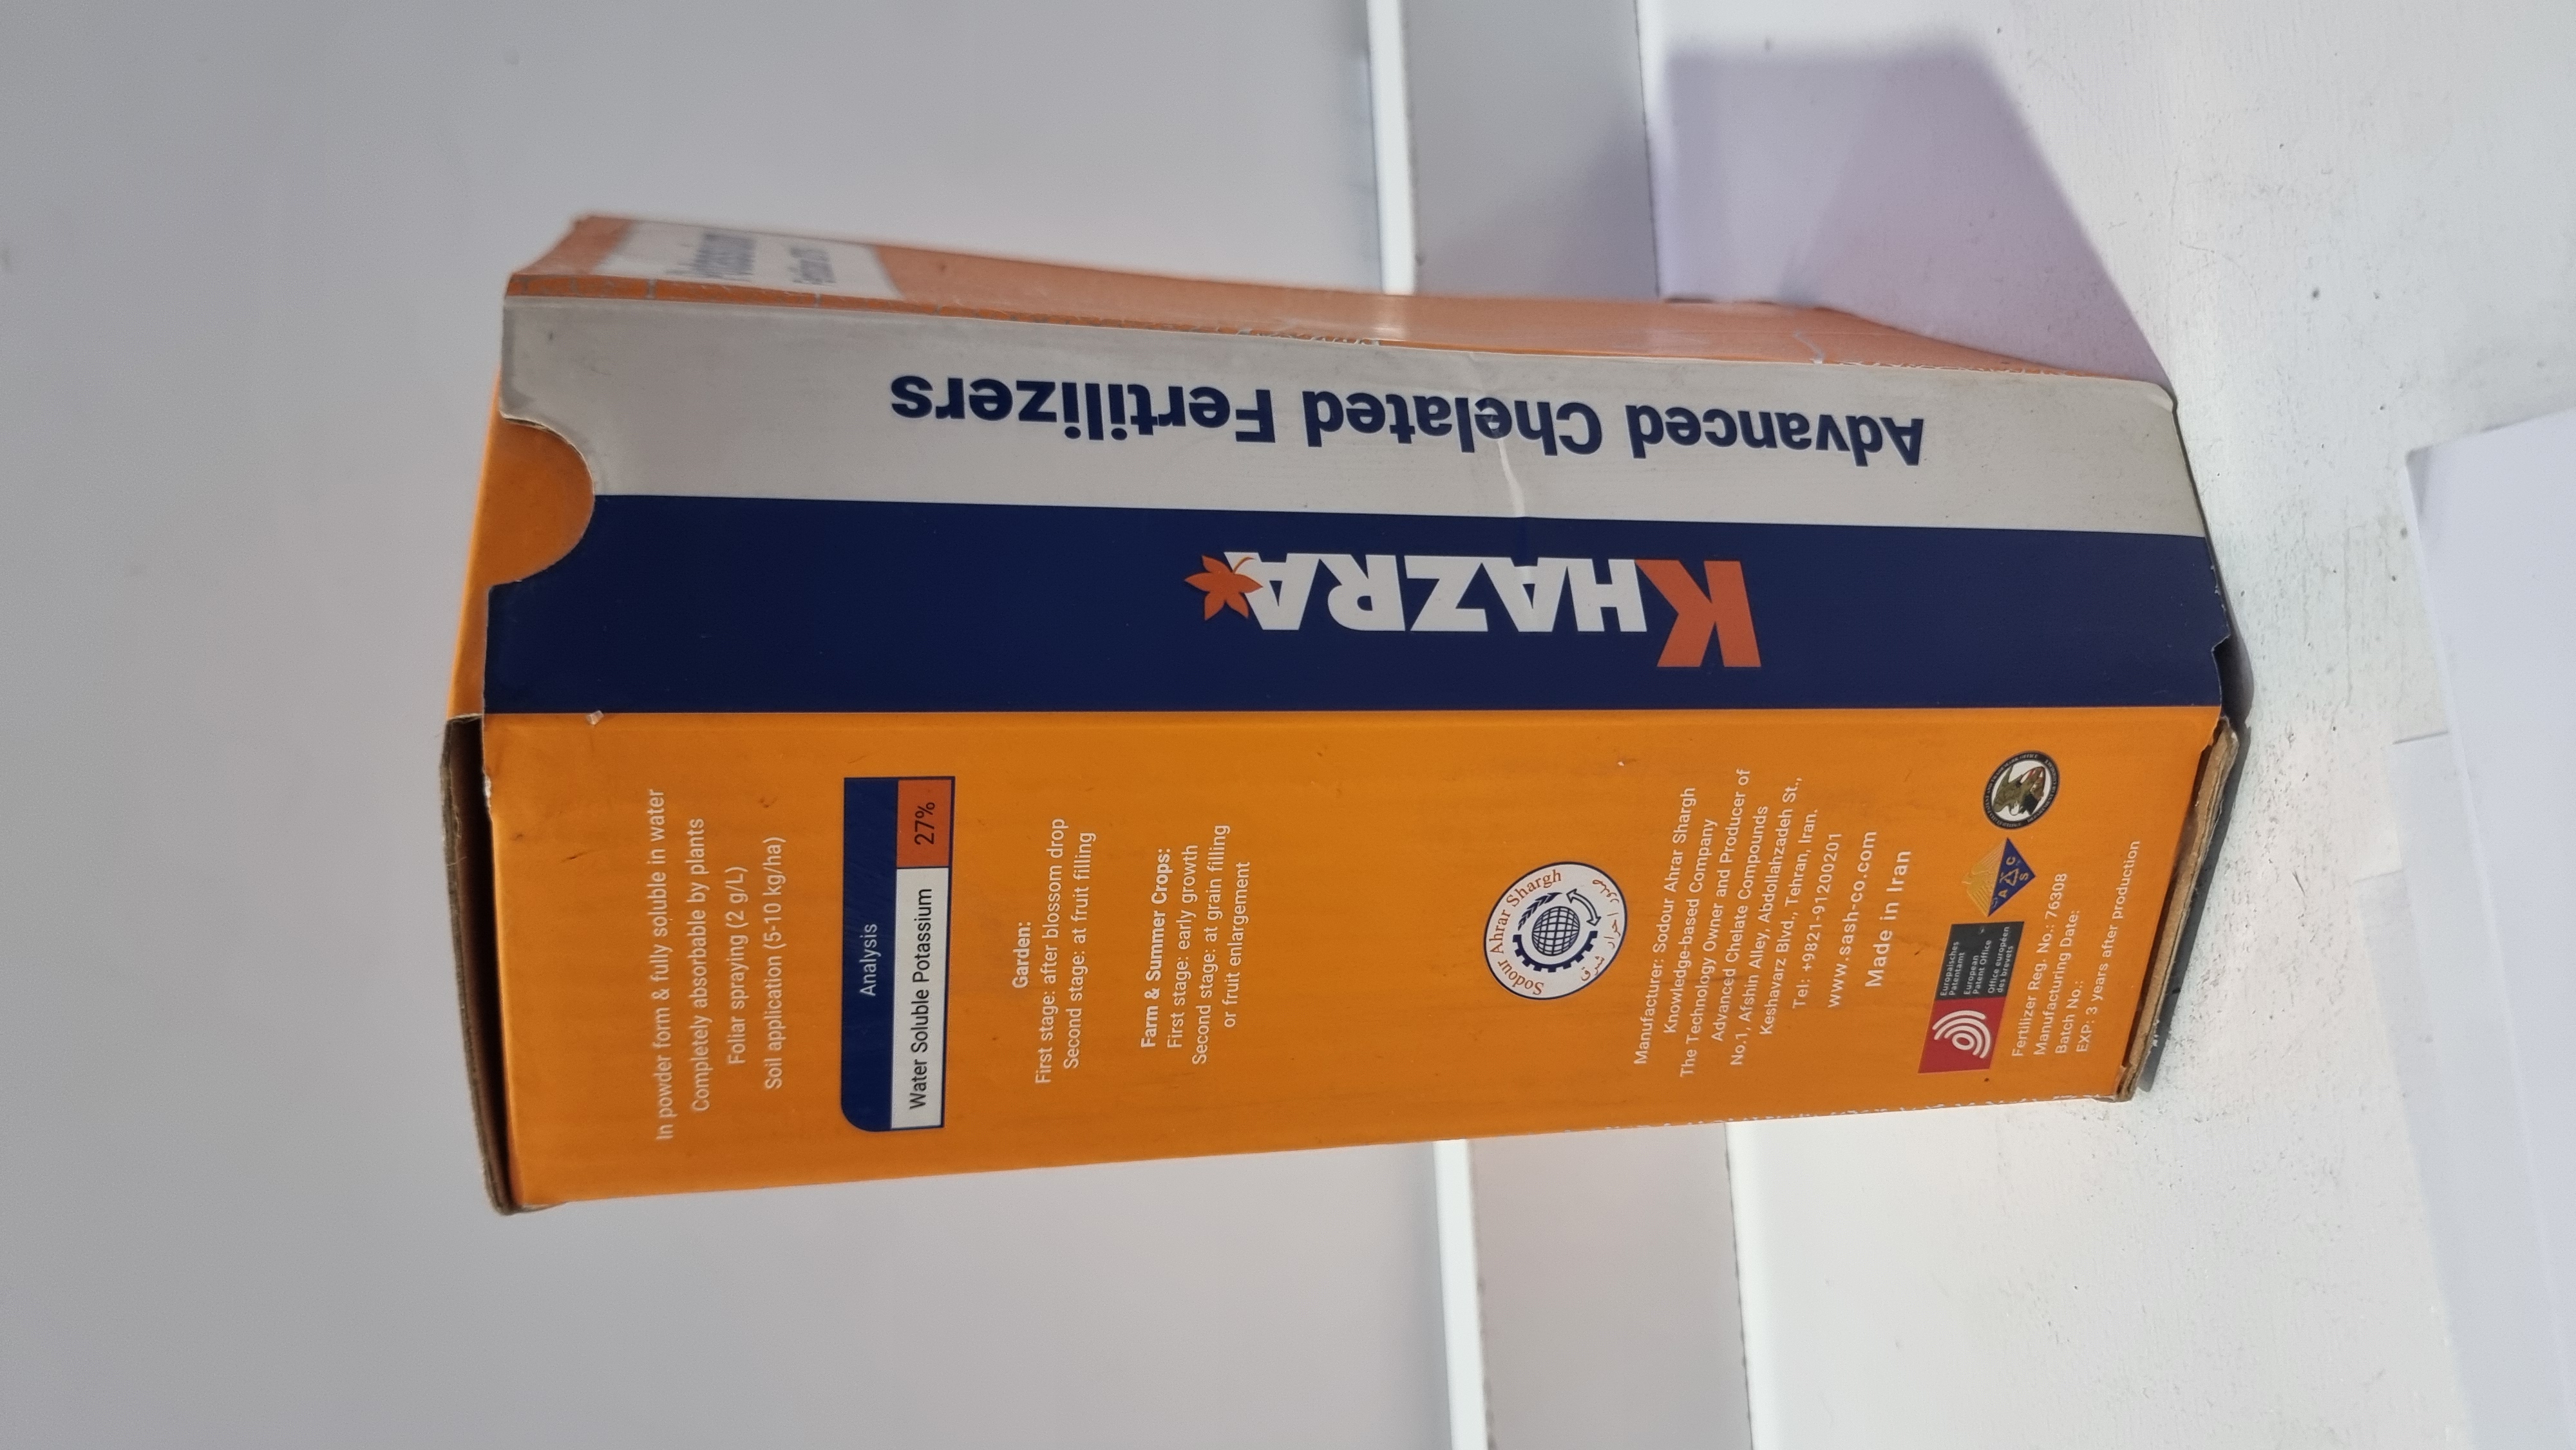 In powder form & fully soluble in water
Completely absorbable by plants
Foliar spraying (2 g/L)
Soil application (5-10 kg/ha)
Analysis
Water Soluble Potassium 27%
Garden:
First stage: after blossom drop
Second stage: at fruit filling
Farm & Summer Crops:
First stage: early growth
Second stage: at grain filling
or fruit enlargement
Sodour Ahrar Shargh
صدور احرار شرق
Manufacturer: Sodour Ahrar Shargh
Knowledge-based Company
The Technology Owner and Producer of
Advanced Chelate Compounds
No.1, Afshin Alley, Abdollahzadeh St.,
Keshavarz Blvd., Tehran, Iran.
Tel: +9821-91200201
www.sash-co.com
Made in Iran
Europäisches
Patentamt
European
Patent Office
Office européen
des brevets
S A C
Fertilizer Reg. No.: 76308
Manufacturing Date:
Bach No.:
EXP: 3 years after production
KHAZRA
Advanced Chelated Fertilizers
Potassium